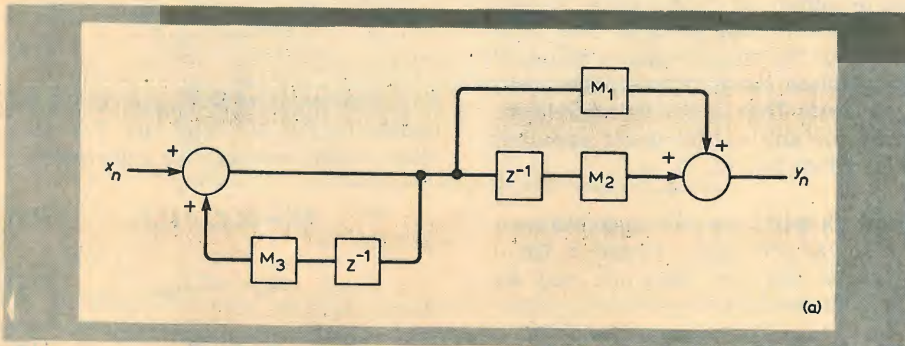 M₁
+
+
xₙ
+
z⁻¹
M₂
+
yₙ
+
M₃
z⁻¹
(a)